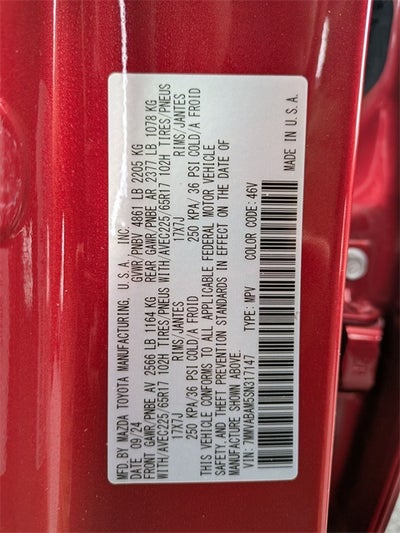 MFD. BY MAZDA TOYOTA MANUFACTURING, U.S.A., INC.
DATE 09/24 GVWR/PNBV 4861 LB 2205 KG
FRONT GAWR/PNBE AV 2566 LB 1164 KG REAR GAWR/PNBE AR 2377 LB 1078 KG
WITH/AVEC225/65R17 102H TIRES/PNEUS WITH/AVEC225/65R17 102H TIRES/PNEUS
17X7J RIMS/JANTES 17X7J RIMS/JANTES
250 KPA/36 PSI COLD/A FROID 250 KPA/ 36 PSI COLD/A FROID
THIS VEHICLE CONFORMS TO ALL APPLICABLE FEDERAL MOTOR VEHICLE
SAFETY AND THEFT PREVENTION STANDARDS IN EFFECT ON THE DATE OF
MANUFACTURE SHOWN ABOVE.
VIN: 7MMVABAM5SN317147 TYPE: MPV COLOR CODE: 46V
MADE IN U.S.A.